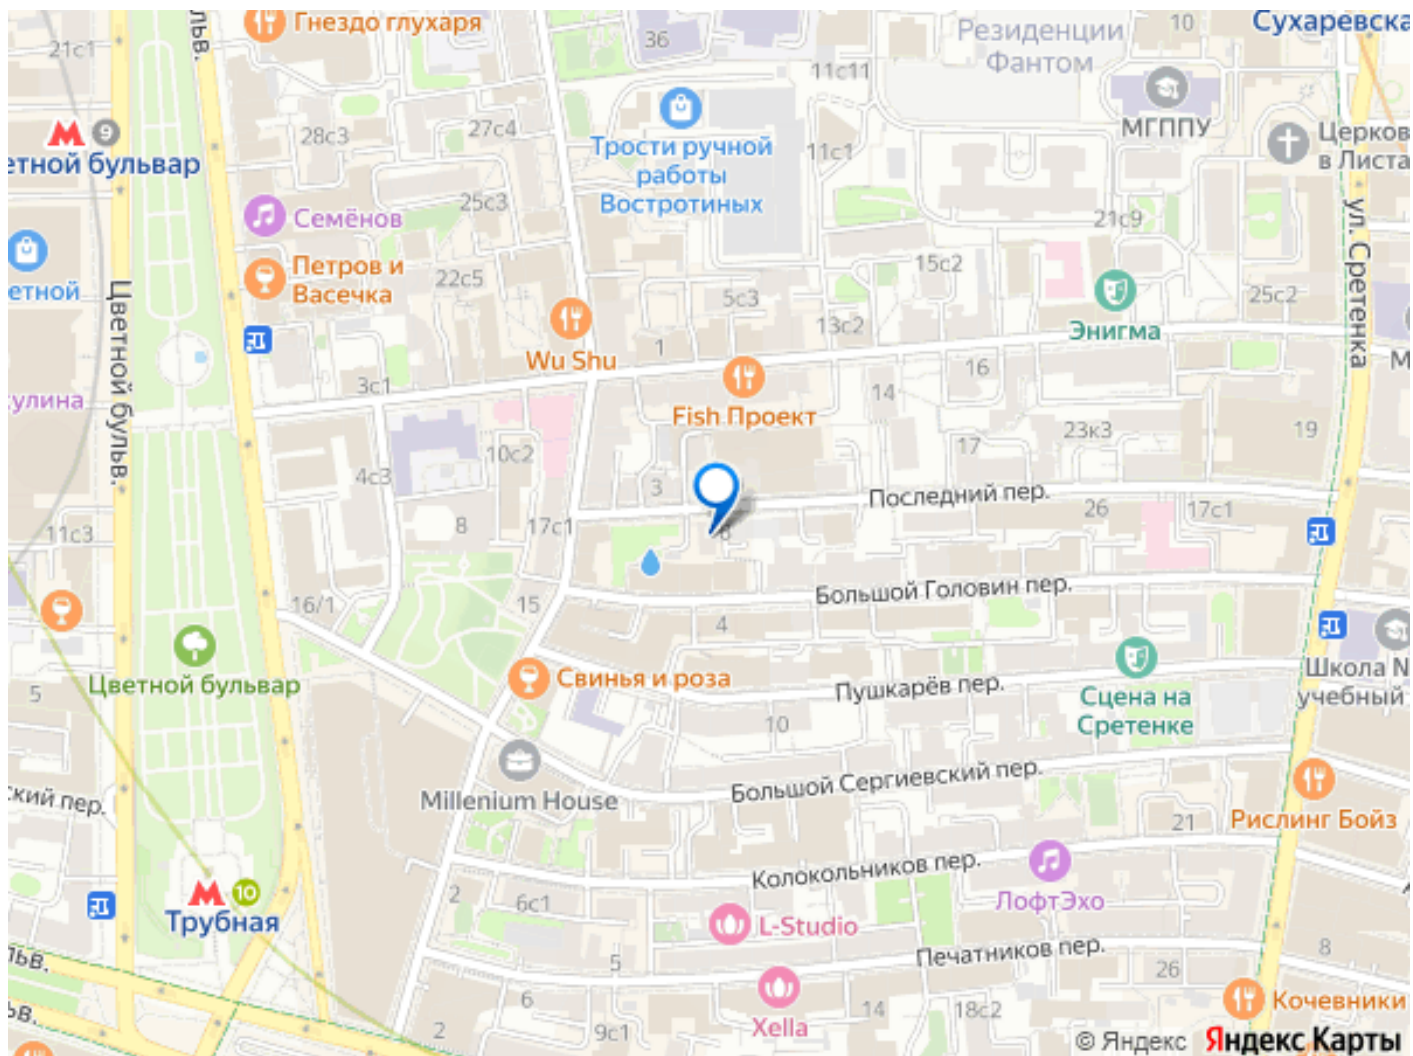 Гнездо глухаря
36
10
Сухаревска
Резиденции
Фантом
21с1
льв.
11с11
МГППУ
9
28с3
27с4
Трости ручной
работы
Востротиных
11с1
Церков
в Листа
етной бульвар
25с3
Семёнов
21с9
ул. Сретенка
Петров и
Васечка
22с5
15с2
етной
Цветной бульв.
5с3
25с2
13с2
Энигма
Wu Shu
1
16
М
3с1
14
кулина
Fish Проект
23к3
19
10с2
17
4с3
3
Последний пер.
26
17с1
8
17с1
11с3
Большой Головин пер.
16/1
15
4
Школа N
учебный
Цветной бульвар
Свинья и роза
Пушкарёв пер.
Сцена на
Сретенке
5
10
Большой Сергиевский пер.
ский пер.
Millenium House
21
Рислинг Бойз
Колокольников пер.
10
Трубная
2
6с1
ЛофтЭхо
L-Studio
Печатников пер.
8
льв.
5
26
6
Кочевники
в.
Xella
14
18с2
2
9с1
© Яндекс Яндекс Карты